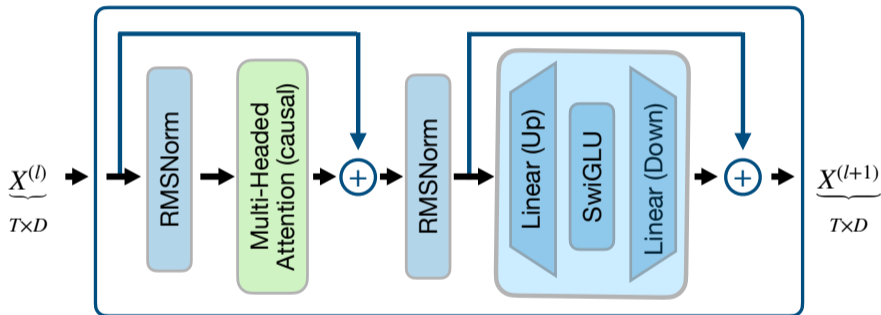 X^{(l)}
T×D
RMSNorm
Multi-Headed
Attention (causal)
+
RMSNorm
Linear (Up)
SwiGLU
Linear (Down)
+
X^{(l+1)}
T×D